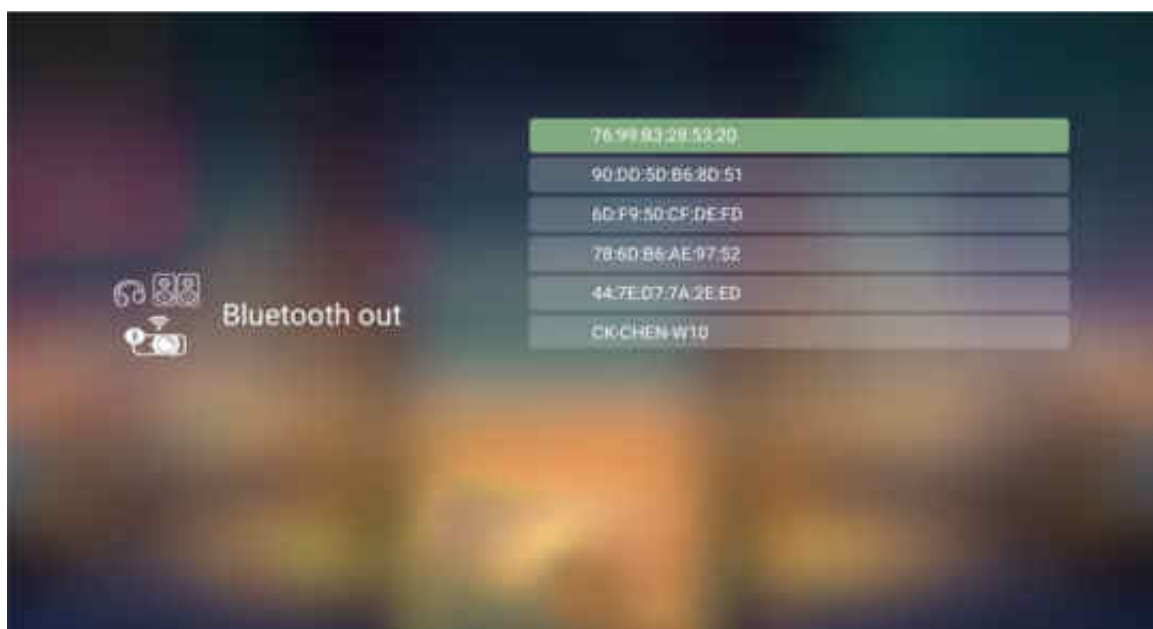 76:99:B3:29:53:20
90:DD:5D:B6:8D:51
6D:F9:50:CF:DE:FD
78:6D:B6:AE:97:52
44:7E:D7:7A:2E:ED
CK-CHEN-W10
Bluetooth out